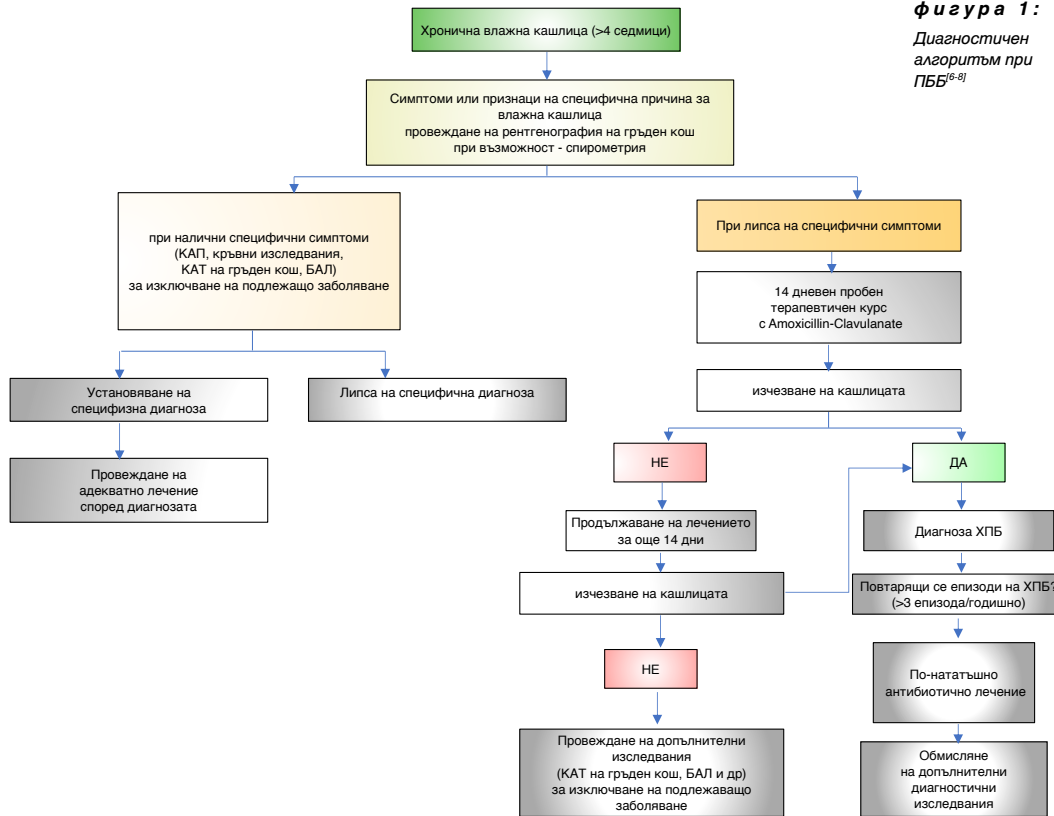 фигура 1:
Диагностичен
алгоритъм при
ПББ[6-8]
Хронична влажна кашлица (>4 седмици)
Симптоми или признаци на специфична причина за
влажна кашлица
провеждане на рентгенография на гръден кош
при възможност - спирометрия
при налични специфични симптоми
(КАП, кръвни изследвания,
КАТ на гръден кош, БАЛ)
за изключване на подлежащо заболяване
При липса на специфични симптоми
14 дневен пробен
терапевтичен курс
с Amoxicillin-Clavulanate
Установяване на
специфизна диагноза
Липса на специфична диагноза
изчезване на кашлицата
Провеждане на
адекватно лечение
според диагнозата
НЕ
ДА
Продължаване на лечението
за още 14 дни
Диагноза ХПБ
изчезване на кашлицата
Повтарящи се епизоди на ХПБ?
(>3 епизода/годишно)
НЕ
По-нататъшно
антибиотично лечение
Провеждане на допълнителни
изследвания
(КАТ на гръден кош, БАЛ и др)
за изключване на подлежаващо
заболяване
Обмисляне
на допълнителни
диагностични
изследвания